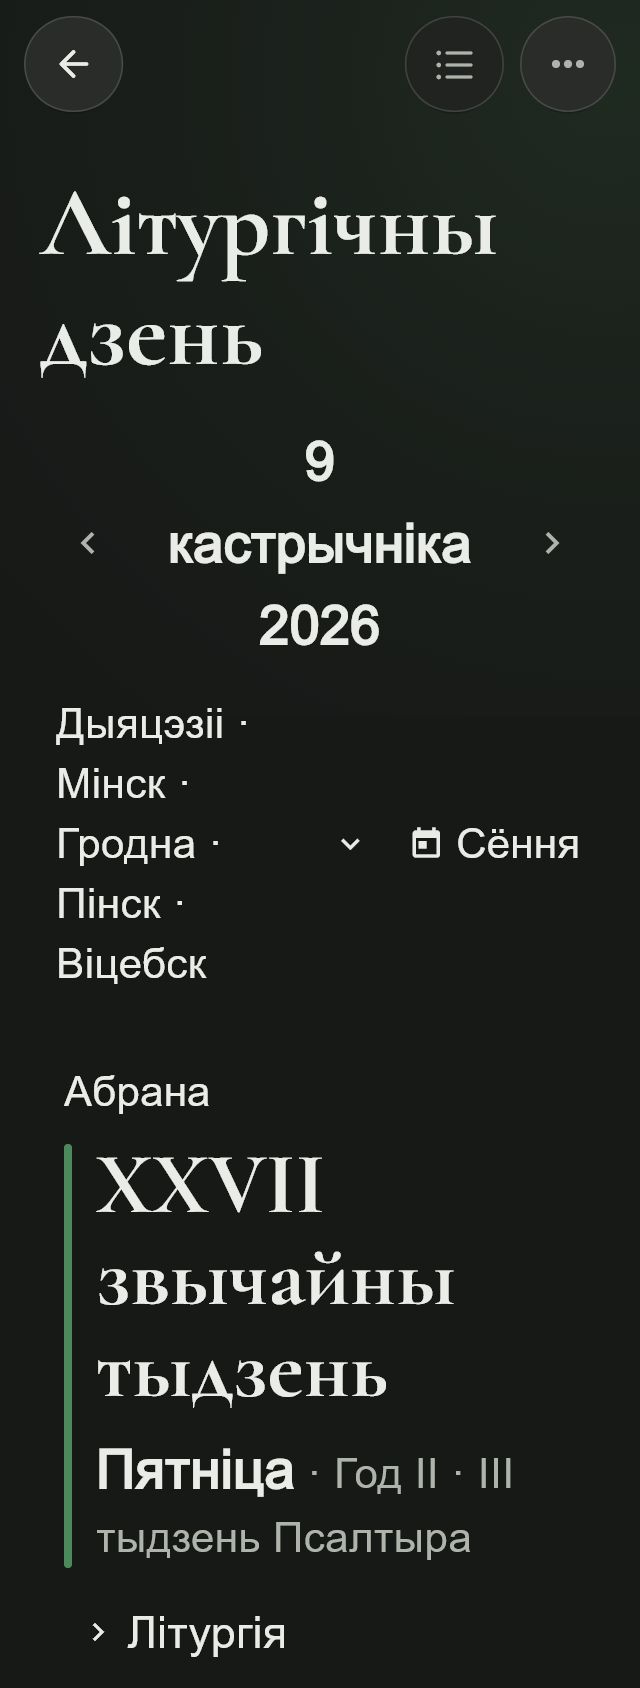 Літургічны
дзень
9
кастрычніка
2026
Дыяцэзіі ·
Мінск ·
Гродна ·
Пінск ·
Віцебск
Сёння
Абрана
XXVII
звычайны
тыдзень
Пятніца · Год II · III
тыдзень Псалтыра
Літургія